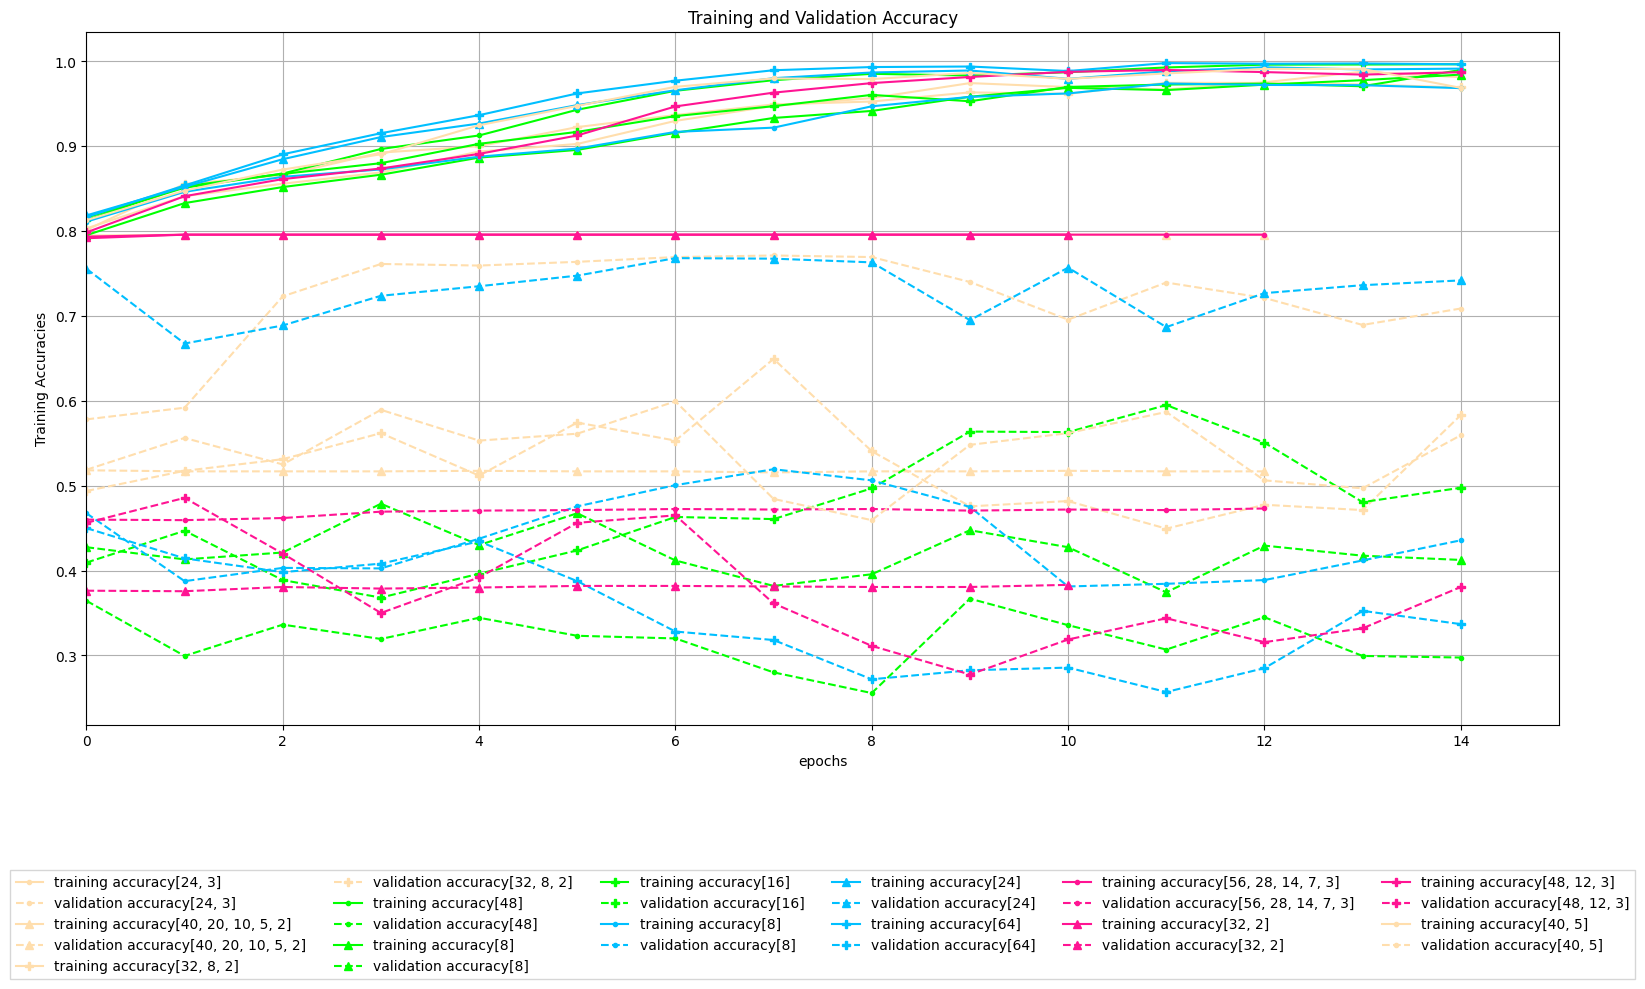 Training and Validation Accuracy
1.0
0.9
0.8
0.7
0.6
0.5
0.4
0.3
Training Accuracies
0 2 4 6 8 10 12 14
epochs
training accuracy[24, 3]
validation accuracy[24, 3]
training accuracy[40, 20, 10, 5, 2]
validation accuracy[40, 20, 10, 5, 2]
training accuracy[32, 8, 2]
validation accuracy[32, 8, 2]
training accuracy[48]
validation accuracy[48]
training accuracy[8]
validation accuracy[8]
training accuracy[16]
validation accuracy[16]
training accuracy[8]
validation accuracy[8]
training accuracy[24]
validation accuracy[24]
training accuracy[64]
validation accuracy[64]
training accuracy[56, 28, 14, 7, 3]
validation accuracy[56, 28, 14, 7, 3]
training accuracy[32, 2]
validation accuracy[32, 2]
training accuracy[48, 12, 3]
validation accuracy[48, 12, 3]
training accuracy[40, 5]
validation accuracy[40, 5]